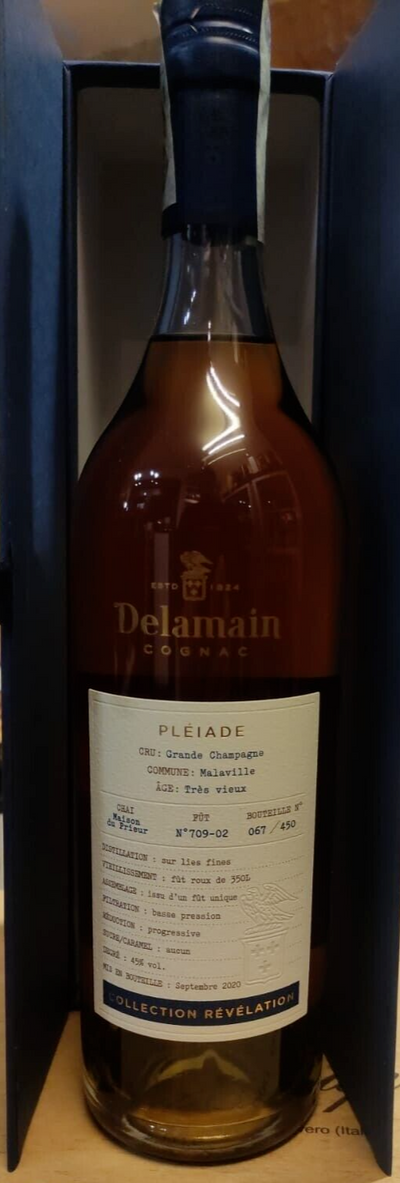 ESTD 1824
Delamain
COGNAC
PLÉIADE
CRU: Grande Champagne
COMMUNE: Malaville
ÂGE: Très vieux
CHAI
Maison
du Prieur
FÛT
N°709-02
BOUTEILLE N°
067 / 450
DISTILLATION : sur lies fines
VIEILLISSEMENT : fût roux de 350L
ASSEMBLAGE : issu d'un fût unique
FILTRATION : basse pression
RÉDUCTION : progressive
SUCRE/CARAMEL : aucun
DEGRÉ : 45% vol.
MIS EN BOUTEILLE : Septembre 2020
COLLECTION RÉVÉLATION